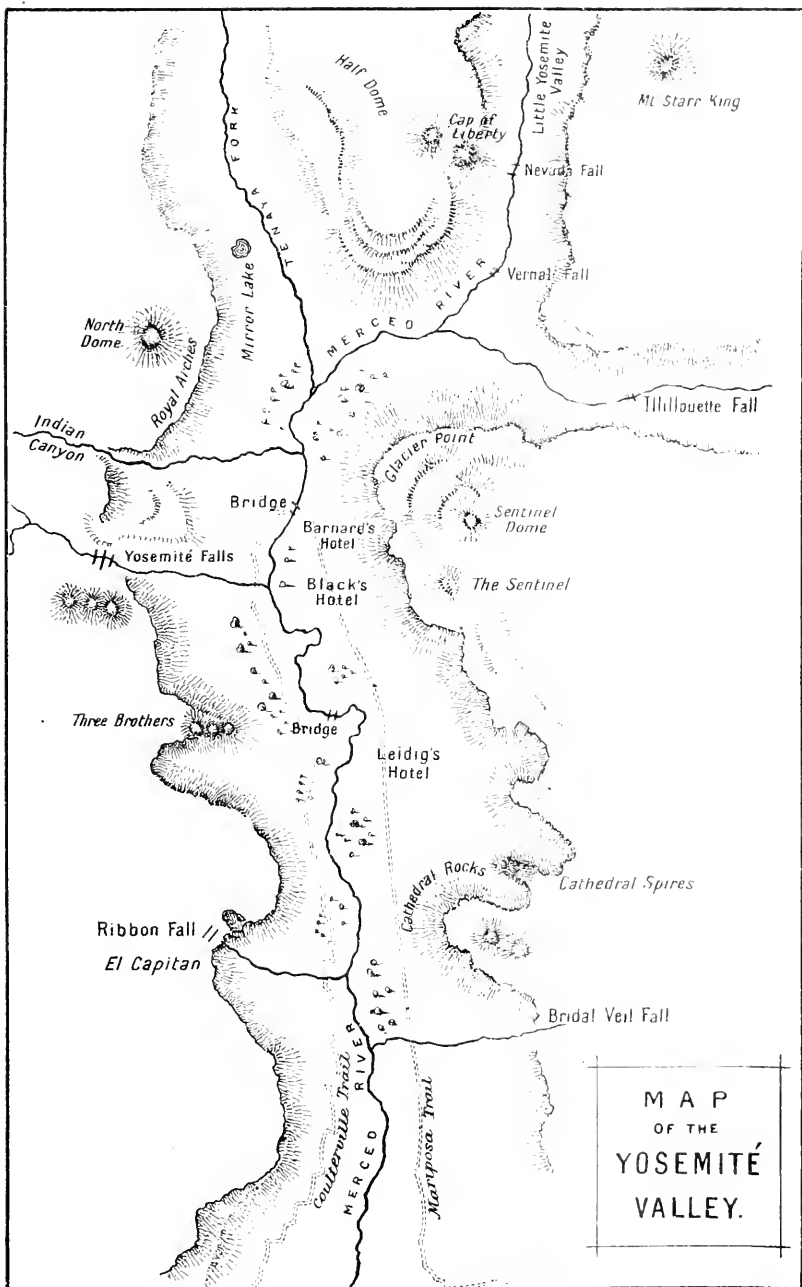 Half Dome
Cap of
Liberty
Little Yosemite
Valley
Mt Starr King
TENAYA FORK
Nevada Fall
Mirror Lake
MERCED RIVER
Vernal Fall
North
Dome
Royal Arches
Illillouette Fall
Indian
Canyon
Glacier Point
Bridge
Barnard's
Hotel
Sentinel
Dome
Yosemité Falls
Black's
Hotel
The Sentinel
Three Brothers
Bridge
Leidig's
Hotel
Cathedral Rocks
Cathedral Spires
Ribbon Fall
El Capitan
Bridal Veil Fall
Coulterville Trail
MERCED RIVER
Mariposa Trail
MAP
OF THE
YOSEMITÉ
VALLEY.